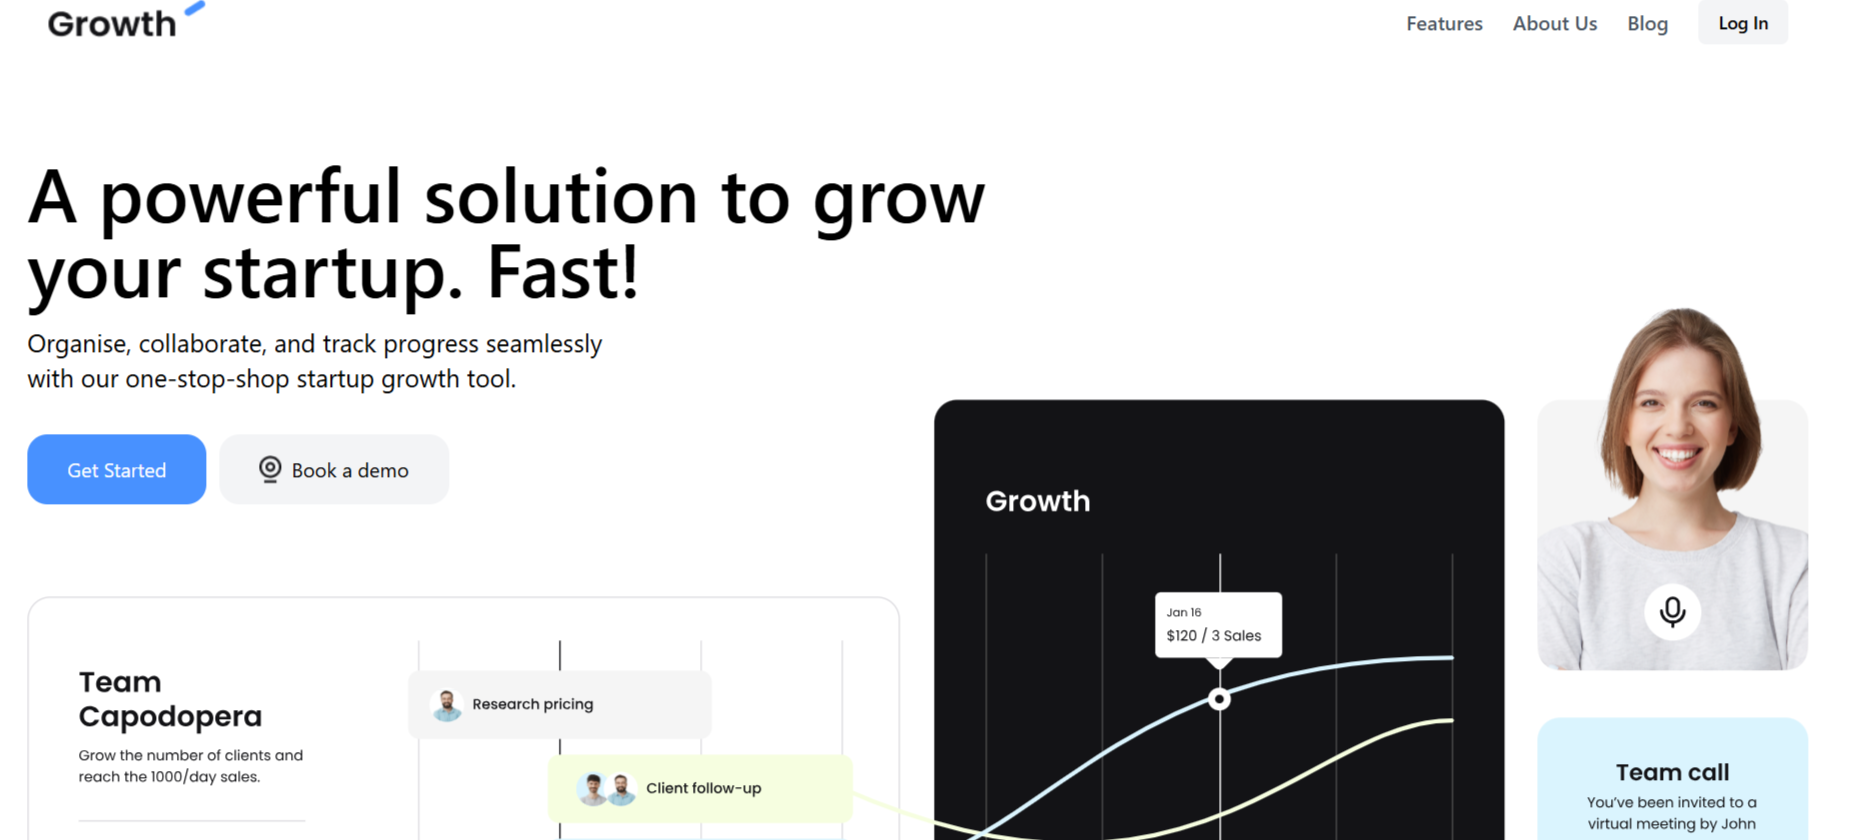 Growth
Features
About Us
Blog
Log In
A powerful solution to grow
your startup. Fast!
Organise, collaborate, and track progress seamlessly
with our one-stop-shop startup growth tool.
Get Started
Book a demo
Team
Capodopera
Grow the number of clients and
reach the 1000/day sales.
Research pricing
Client follow-up
Growth
Jan 16
$120 / 3 Sales
Team call
You’ve been invited to a
virtual meeting by John